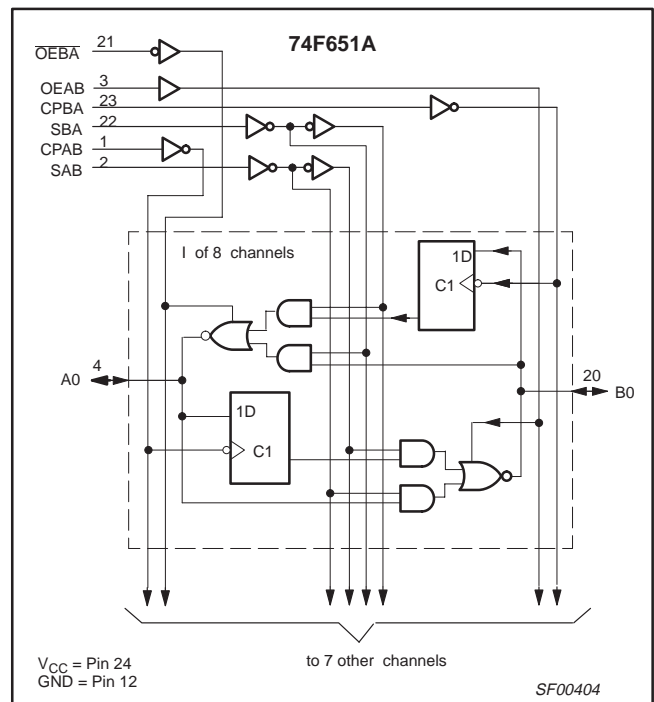 74F651A
OEBA 21
OEAB 3
CPBA 23
SBA 22
CPAB 1
SAB 2
I of 8 channels
1D
C1
A0 4
20 B0
1D
C1
to 7 other channels
VCC = Pin 24
GND = Pin 12
SF00404